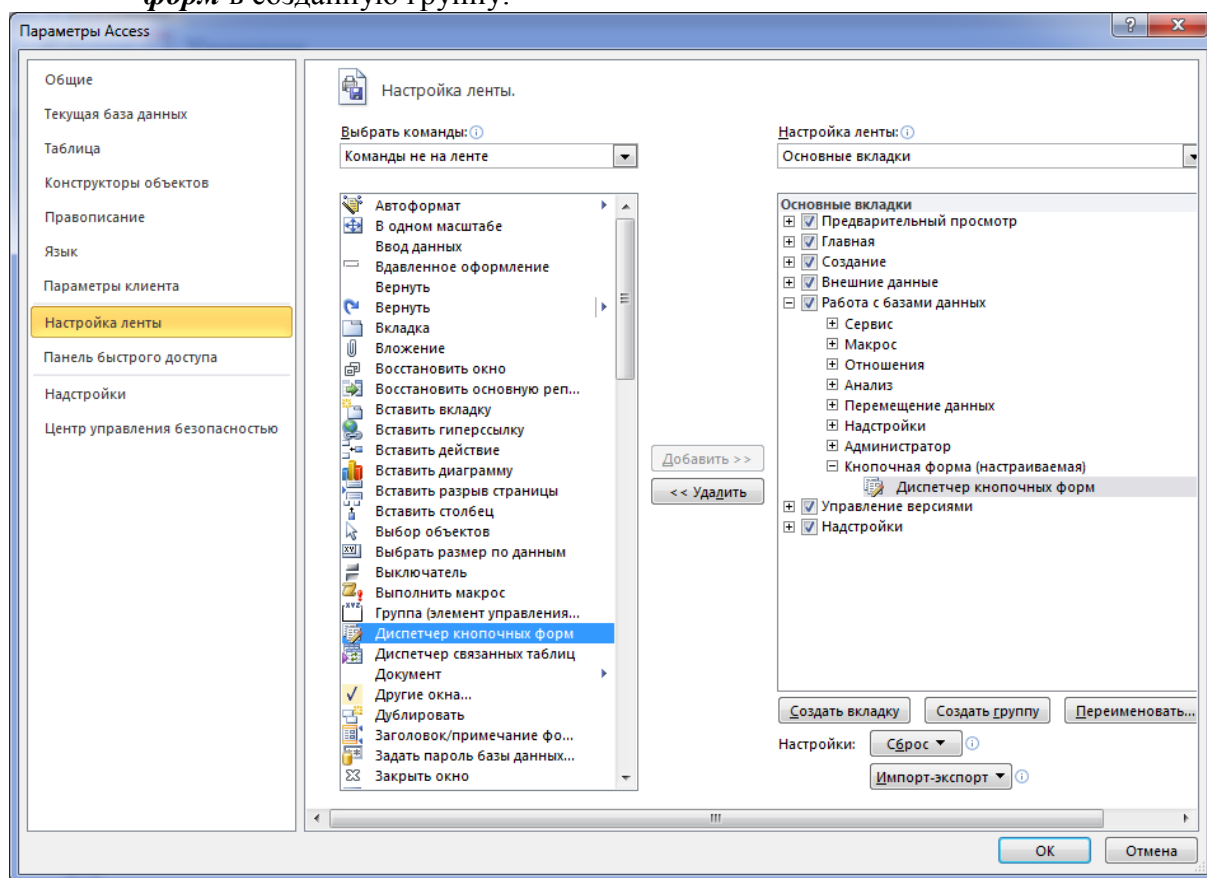 форм в созданную группу.
Параметры Access
Общие
Текущая база данных
Таблица
Конструкторы объектов
Правописание
Язык
Параметры клиента
Настройка ленты
Панель быстрого доступа
Надстройки
Центр управления безопасностью
Настройка ленты.
Выбрать команды:
Команды не на ленте
Автоформат
В одном масштабе
Ввод данных
Вдавленное оформление
Вернуть
Вернуть
Вкладка
Вложение
Восстановить окно
Восстановить основную реп...
Вставить вкладку
Вставить гиперссылку
Вставить действие
Вставить диаграмму
Вставить разрыв страницы
Вставить столбец
Выбор объектов
Выбрать размер по данным
Выключатель
Выполнить макрос
Группа (элемент управления...
Диспетчер кнопочных форм
Диспетчер связанных таблиц
Документ
Другие окна...
Дублировать
Заголовок/примечание фо...
Задать пароль базы данных...
Закрыть окно
Добавить >>
<< Удалить
Настройка ленты:
Основные вкладки
Основные вкладки
Предварительный просмотр
Главная
Создание
Внешние данные
Работа с базами данных
Сервис
Макрос
Отношения
Анализ
Перемещение данных
Надстройки
Администратор
Кнопочная форма (настраиваемая)
Диспетчер кнопочных форм
Управление версиями
Надстройки
Создать вкладку
Создать группу
Переименовать...
Настройки:
Сброс
Импорт-экспорт
ОК
Отмена